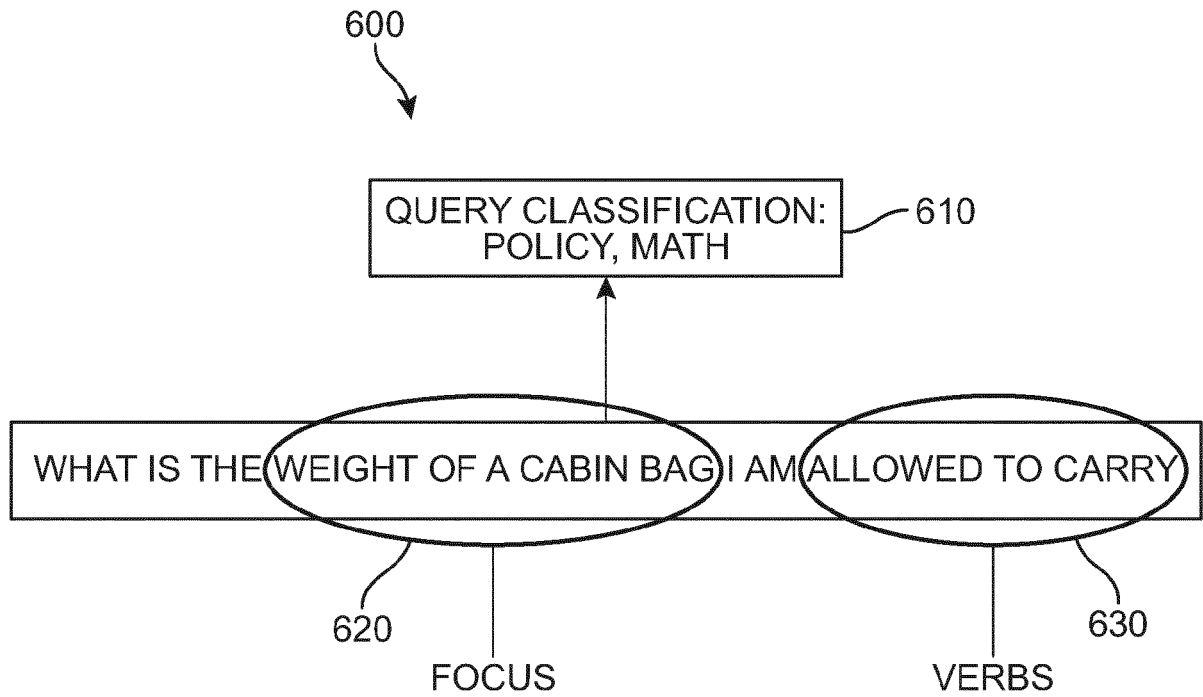 600
QUERY CLASSIFICATION:
POLICY, MATH
610
WHAT IS THE WEIGHT OF A CABIN BAG I AM ALLOWED TO CARRY
620
630
FOCUS
VERBS